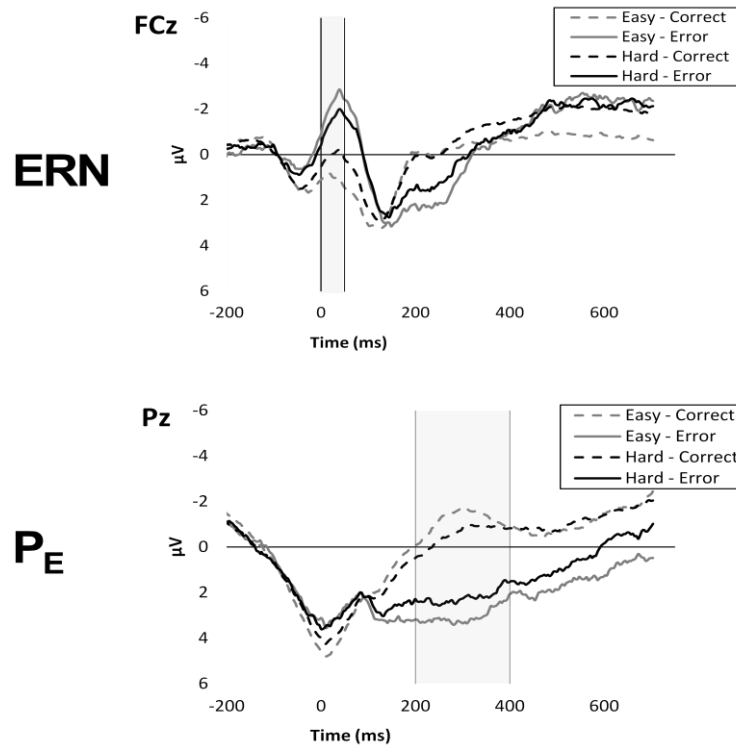 ERN
FCz
Easy - Correct
Easy - Error
Hard - Correct
Hard - Error
-6
-4
-2
0
2
4
6
µV
-200 0 200 400 600
Time (ms)
PE
Pz
Easy - Correct
Easy - Error
Hard - Correct
Hard - Error
-6
-4
-2
0
2
4
6
µV
-200 0 200 400 600
Time (ms)